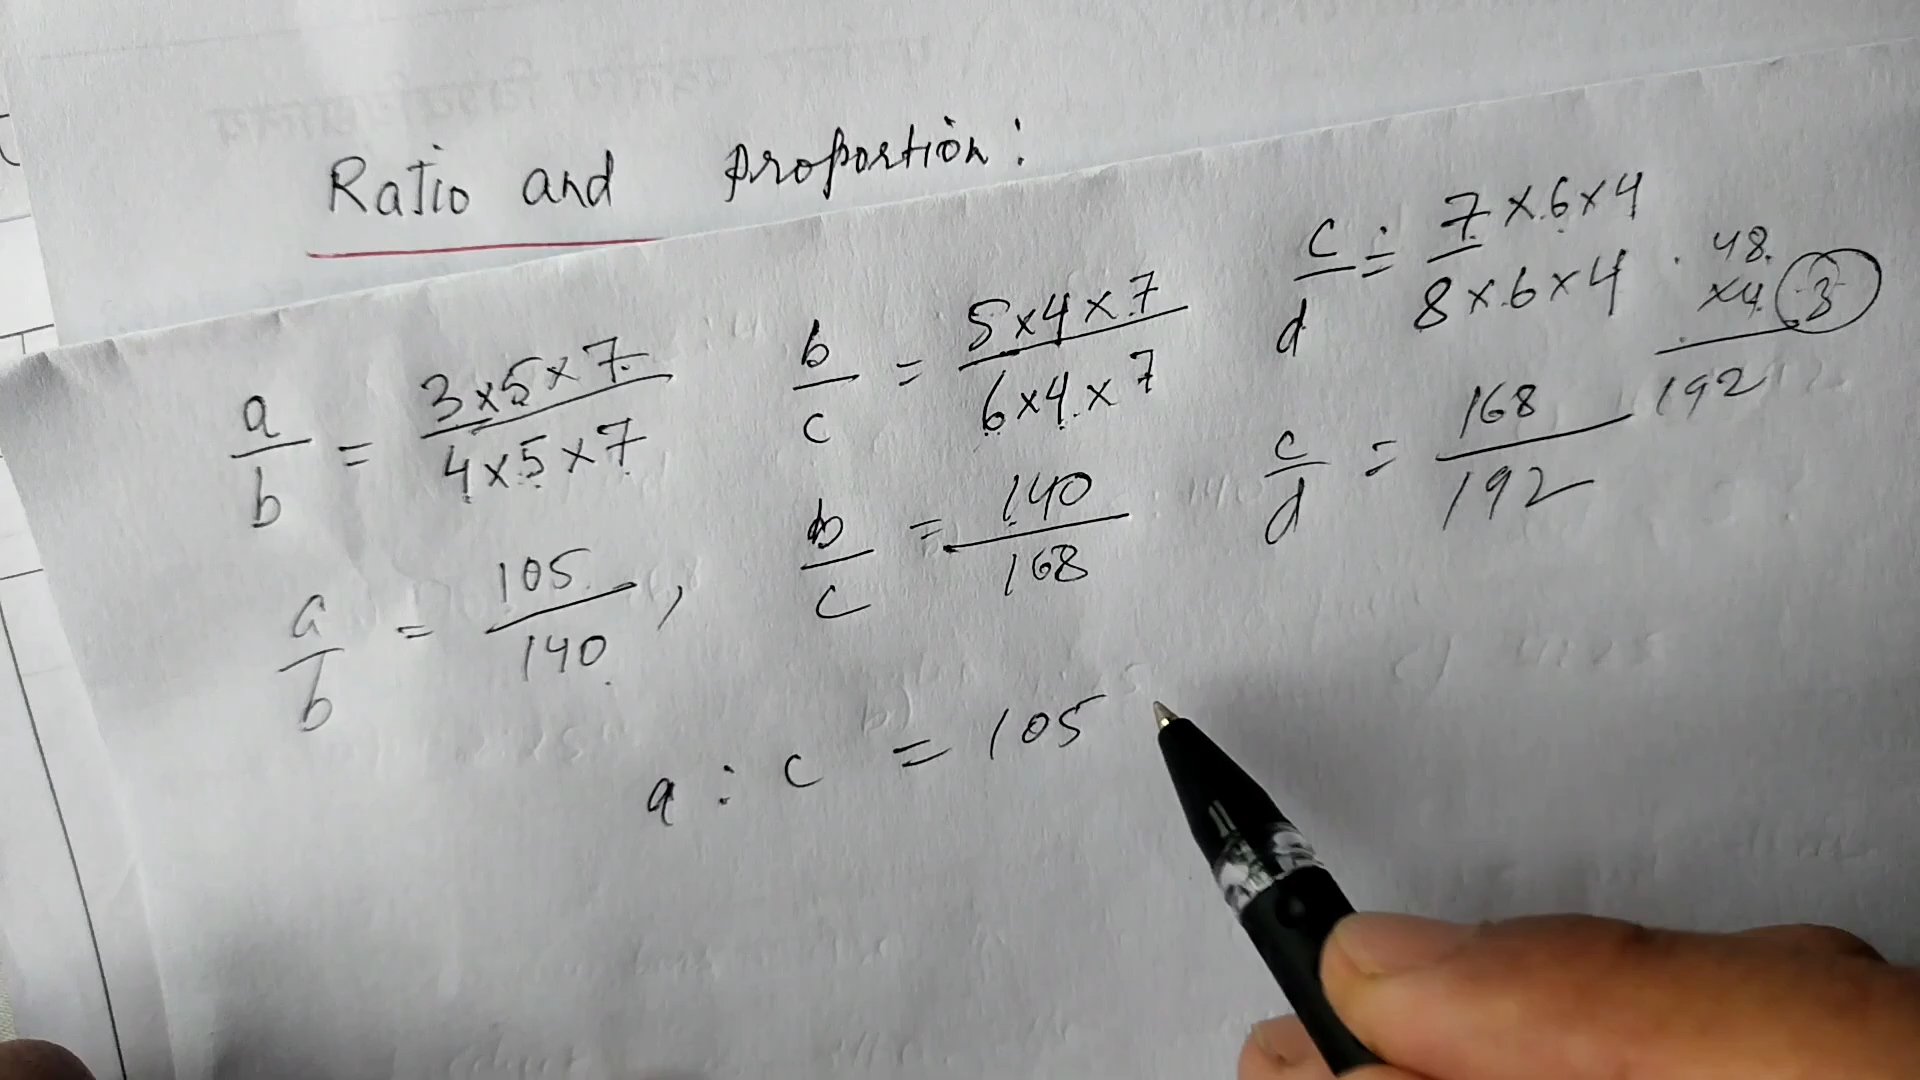 Ratio and proportion:
a/b = 3×5×7 / 4×5×7
b/c = 5×4×7 / 6×4×7
c/d = 7×6×4 / 8×6×4
48
×4 3
192
a/b = 105/140,
b/c = 140/168
c/d = 168/192
a : c = 105